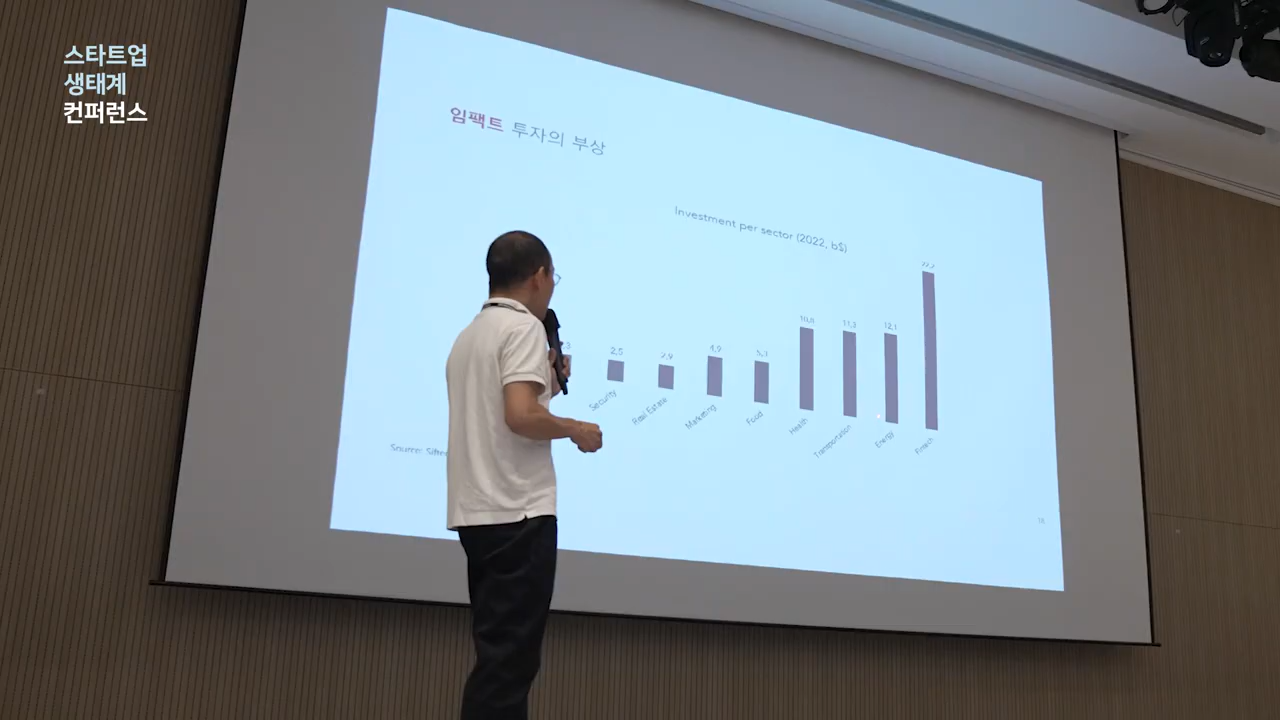 스타트업
생태계
컨퍼런스
임팩트 투자의 부상
Investment per sector (2022, b$)
2,5
2,9
4,9
5,1
10,8
11,3
12,1
Security
Real Estate
Marketing
Food
Health
Transportation
Energy
Fintech
Source: